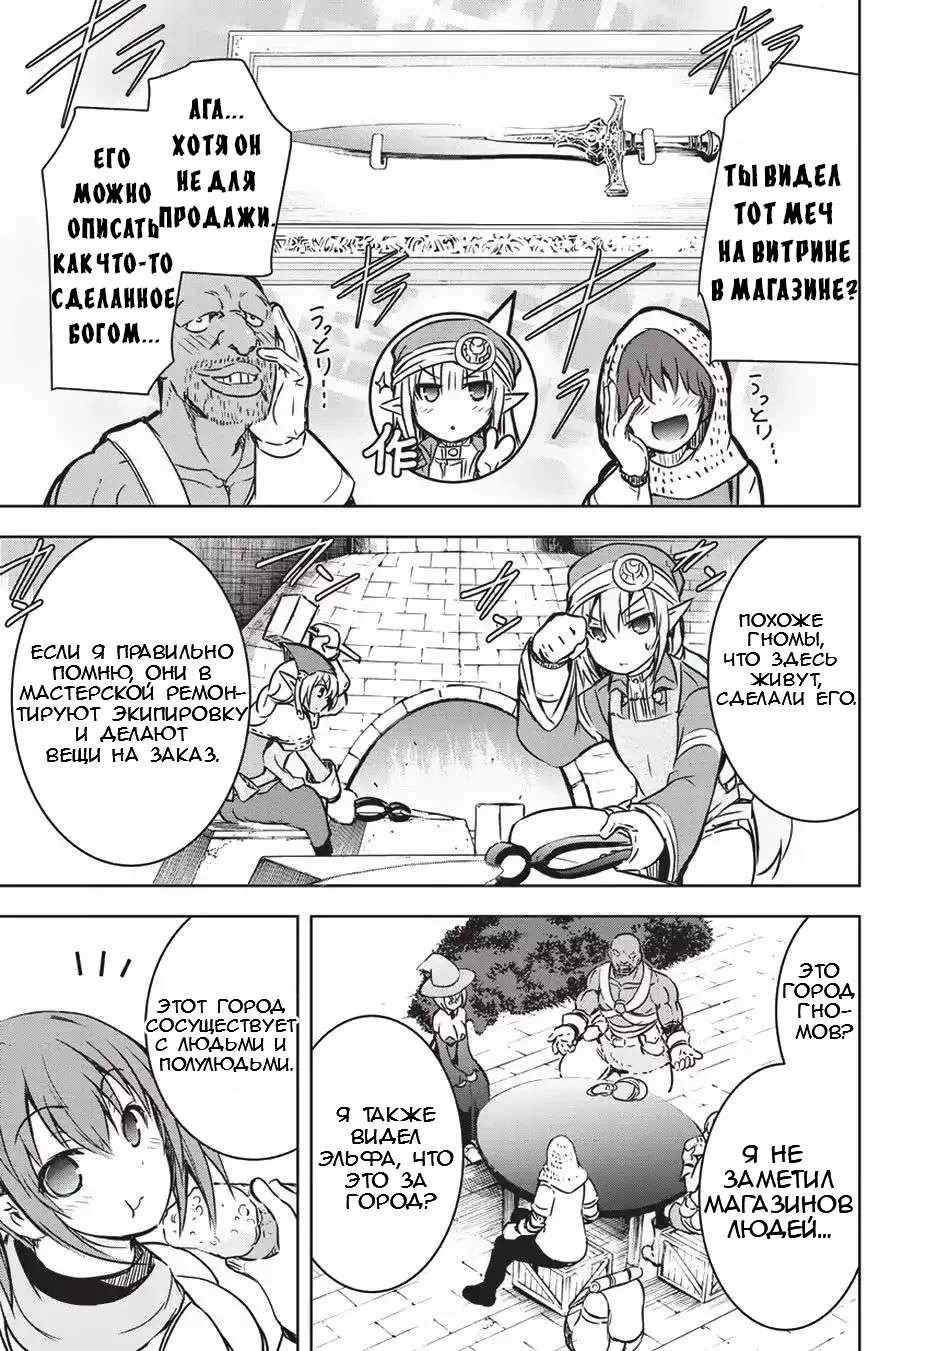 ТЫ ВИДЕЛ
ТОТ МЕЧ
НА ВИТРИНЕ
В МАГАЗИНЕ?
АГА...
ХОТЯ ОН
НЕ ДЛЯ
ПРОДАЖИ.
ЕГО
МОЖНО
ОПИСАТЬ
КАК ЧТО-ТО
СДЕЛАННОЕ
БОГОМ...
うっとり…
作
うっとり…
ПОХОЖЕ
ГНОМЫ,
ЧТО ЗДЕСЬ
ЖИВУТ,
СДЕЛАЛИ ЕГО.
ЕСЛИ Я ПРАВИЛЬНО
ПОМНЮ, ОНИ В
МАСТЕРСКОЙ РЕМОН-
ТИРУЮТ ЭКИПИРОВКУ
И ДЕЛАЮТ
ВЕЩИ НА ЗАКАЗ.
ЭТО
ГОРОД
ГНО-
МОВ?
Я НЕ
ЗАМЕТИЛ
МАГАЗИНОВ
ЛЮДЕЙ...
Я ТАКЖЕ
ВИДЕЛ
ЭЛЬФА, ЧТО
ЭТО ЗА
ГОРОД?
ЭТОТ ГОРОД
СОСУЩЕСТВУЕТ
С ЛЮДЬМИ И
ПОЛУЛЮДЬМИ.